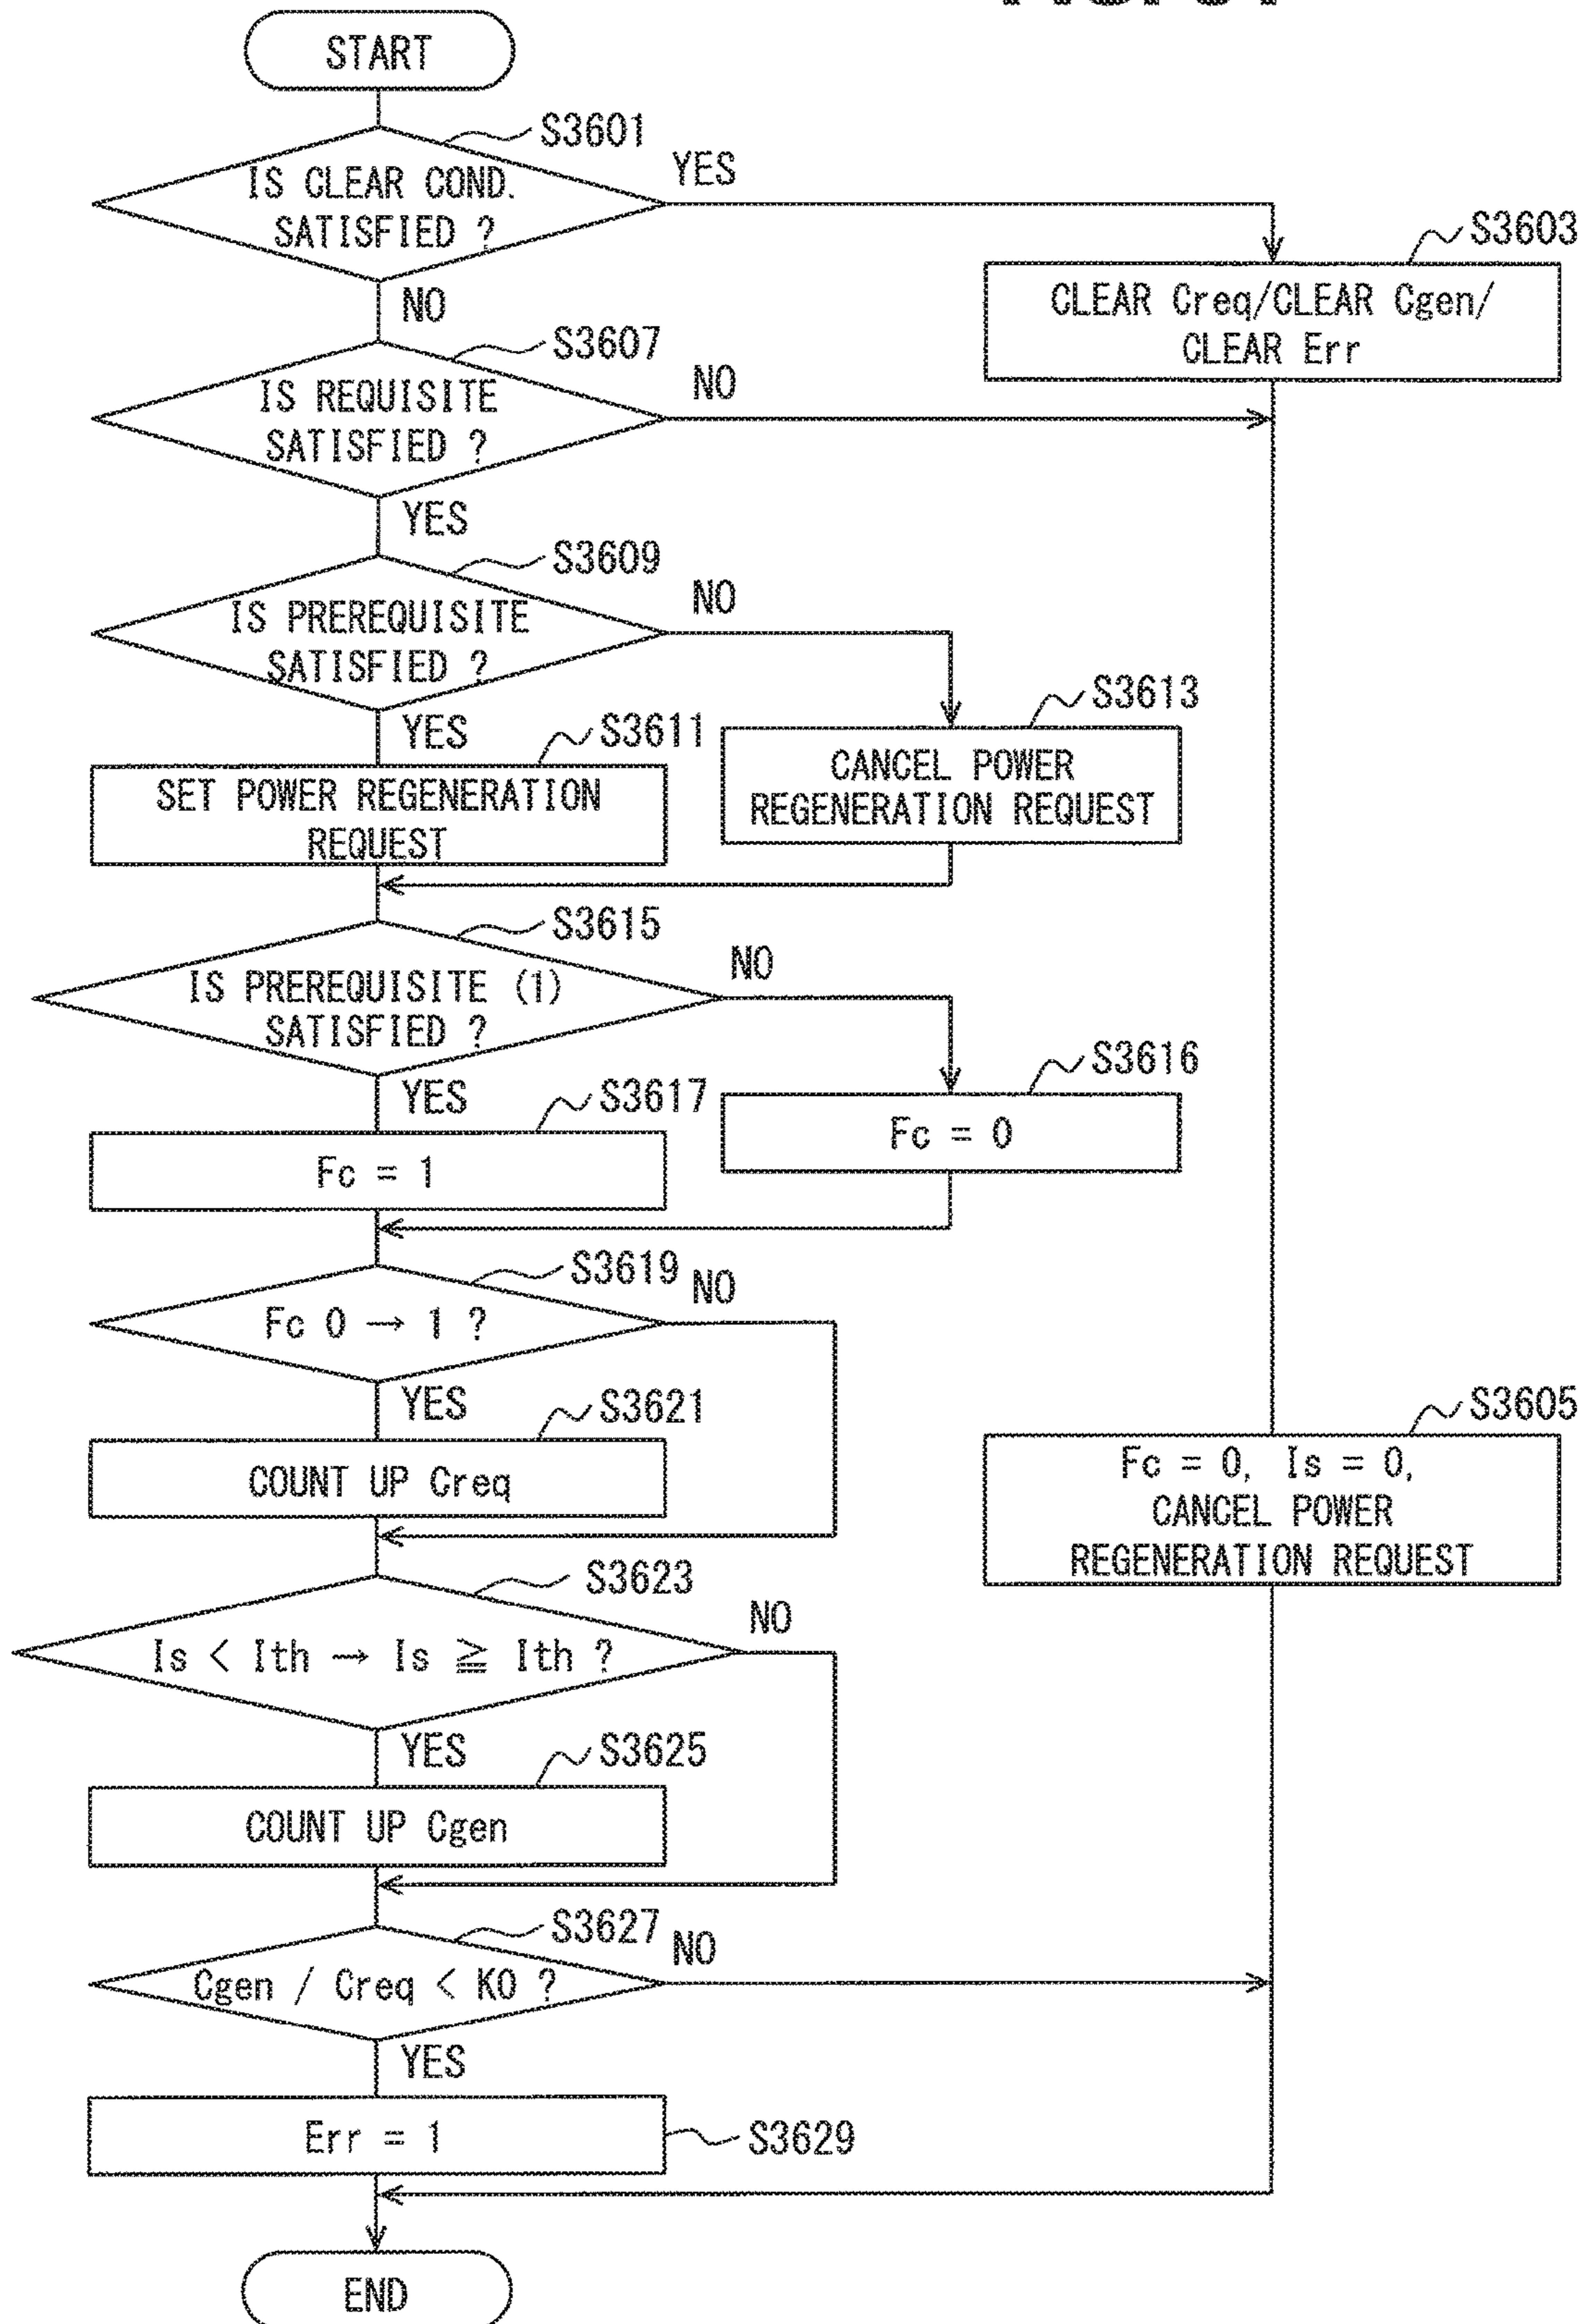 START
S3601
IS CLEAR COND.
SATISFIED ?
YES
S3603
CLEAR Creq/CLEAR Cgen/
CLEAR Err
NO
S3607
IS REQUISITE
SATISFIED ?
NO
YES
S3609
IS PREREQUISITE
SATISFIED ?
NO
YES
S3611
SET POWER REGENERATION
REQUEST
S3613
CANCEL POWER
REGENERATION REQUEST
S3615
IS PREREQUISITE (1)
SATISFIED ?
NO
YES
S3617
Fc = 1
S3616
Fc = 0
S3619
Fc 0 → 1 ?
NO
YES
S3621
COUNT UP Creq
S3605
Fc = 0, Is = 0,
CANCEL POWER
REGENERATION REQUEST
S3623
Is < Ith → Is ≧ Ith ?
NO
YES
S3625
COUNT UP Cgen
S3627
Cgen / Creq < K0 ?
NO
YES
Err = 1
S3629
END